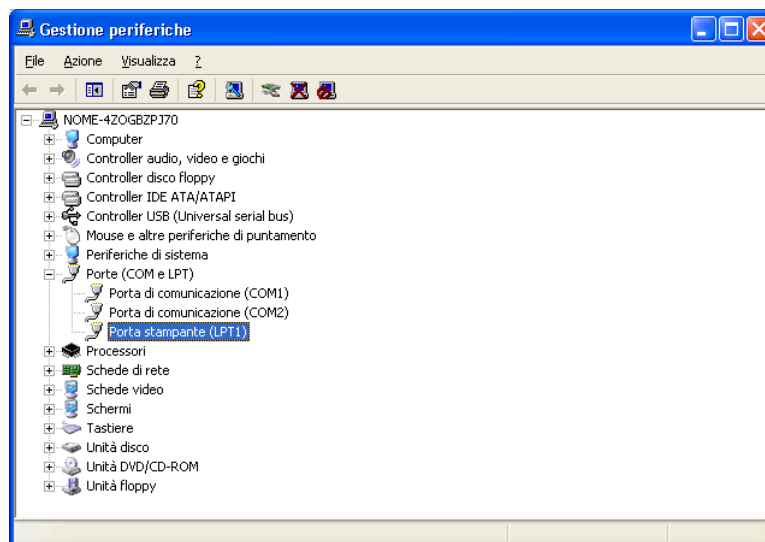 Gestione periferiche
File Azione Visualizza ?
NOME-4ZOGBZPJ70
Computer
Controller audio, video e giochi
Controller disco floppy
Controller IDE ATA/ATAPI
Controller USB (Universal serial bus)
Mouse e altre periferiche di puntamento
Periferiche di sistema
Porte (COM e LPT)
Porta di comunicazione (COM1)
Porta di comunicazione (COM2)
Porta stampante (LPT1)
Processori
Schede di rete
Schede video
Schermi
Tastiere
Unità disco
Unità DVD/CD-ROM
Unità floppy